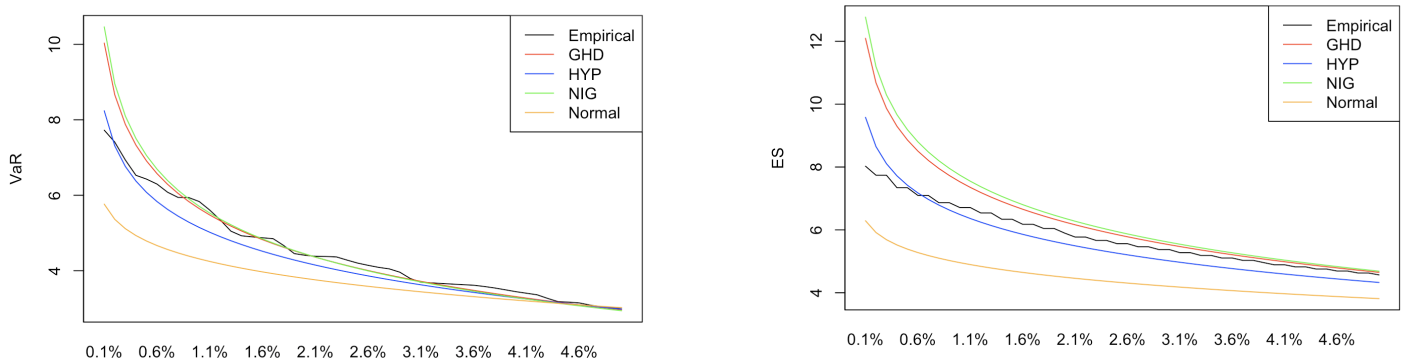 VaR
10
8
6
4
0.1% 0.6% 1.1% 1.6% 2.1% 2.6% 3.1% 3.6% 4.1% 4.6%
Empirical
GHD
HYP
NIG
Normal
ES
12
10
8
6
4
0.1% 0.6% 1.1% 1.6% 2.1% 2.6% 3.1% 3.6% 4.1% 4.6%
Empirical
GHD
HYP
NIG
Normal